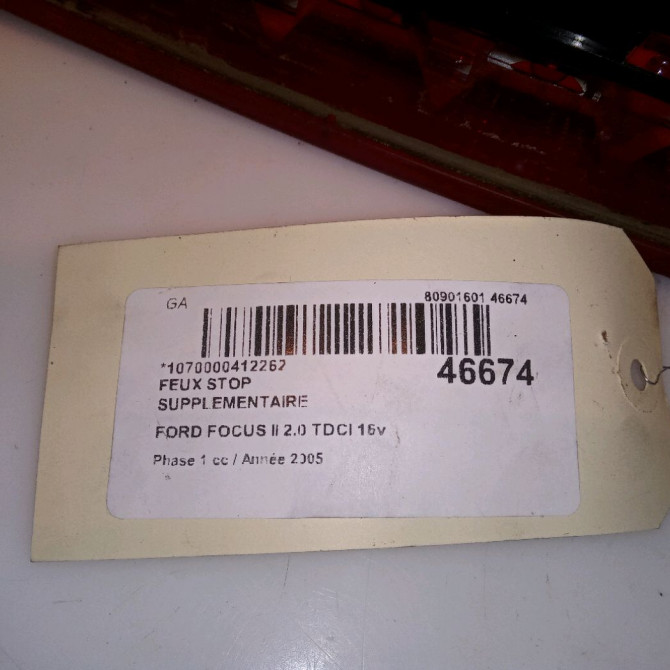 GA
80901601 46674
*1070000412262
46674
FEUX STOP
SUPPLEMENTAIRE
FORD FOCUS II 2.0 TDCI 16v
Phase 1 cc / Année 2005